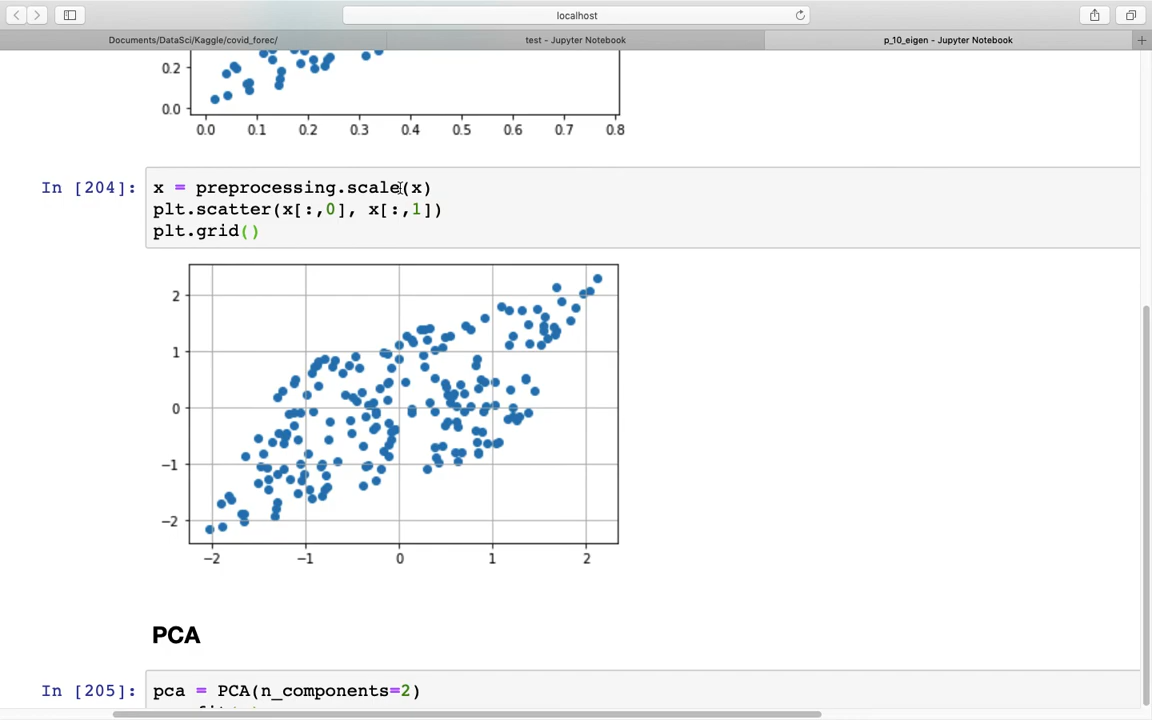 localhost
Documents/DataSci/Kaggle/covid_forec/
test - Jupyter Notebook
p_10_eigen - Jupyter Notebook
0.2
0.0
0.0 0.1 0.2 0.3 0.4 0.5 0.6 0.7 0.8
In [204]:
x = preprocessing.scale(x)
plt.scatter(x[:,0], x[:,1])
plt.grid()
2
1
0
−1
−2
−2 −1 0 1 2
PCA
In [205]:
pca = PCA(n_components=2)